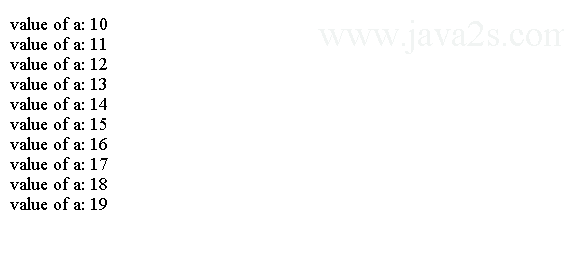 value of a: 10
www.java2s.com
value of a: 11
value of a: 12
value of a: 13
value of a: 14
value of a: 15
value of a: 16
value of a: 17
value of a: 18
value of a: 19